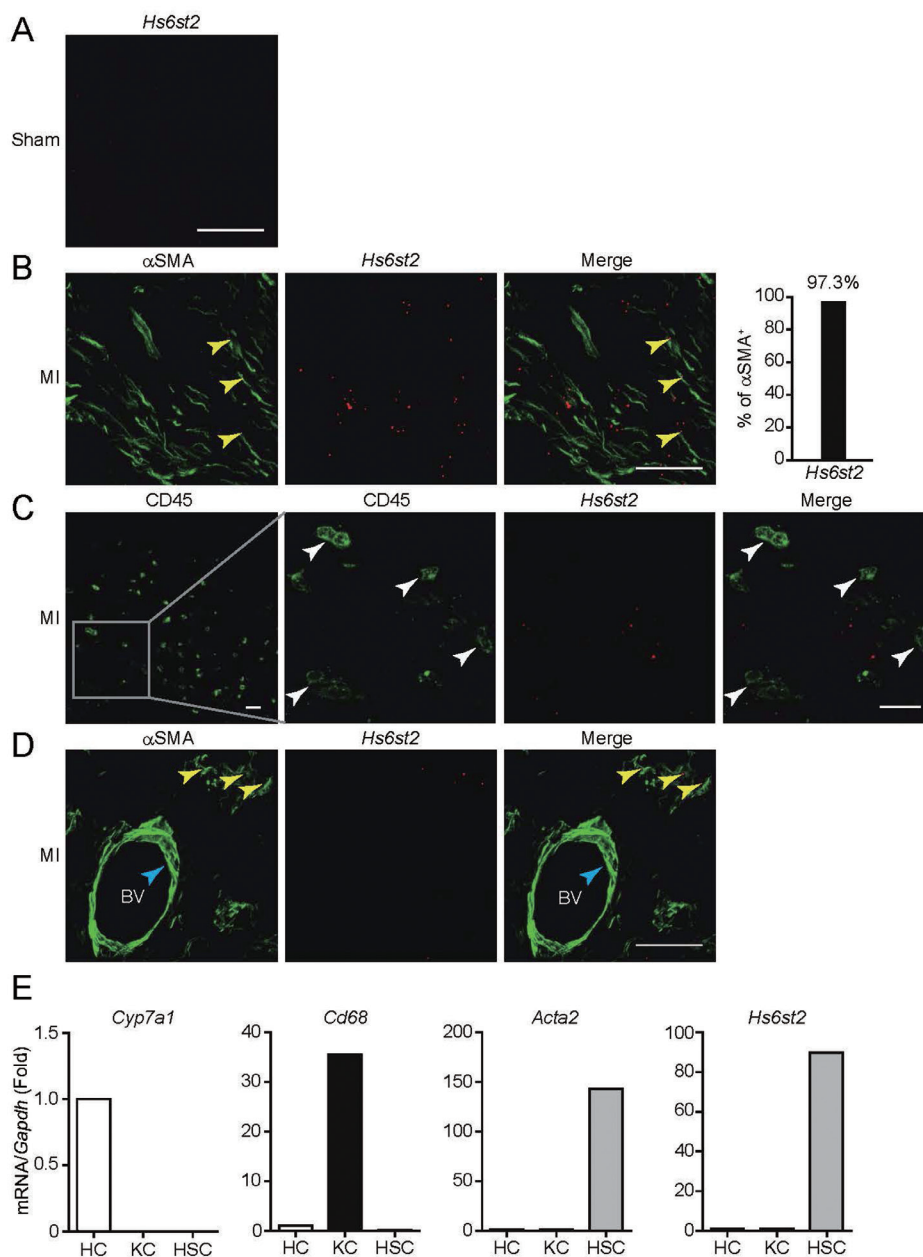 A
Hs6st2
Sham
B
αSMA
Hs6st2
Merge
MI
97.3%
100
80
60
40
20
0
% of αSMA⁺
Hs6st2
C
CD45
CD45
Hs6st2
Merge
MI
D
αSMA
Hs6st2
Merge
MI
BV
BV
E
Cyp7a1
mRNA/Gapdh (Fold)
1.5
1.0
0.5
0
HC KC HSC
Cd68
40
30
20
10
0
HC KC HSC
Acta2
200
150
100
50
0
HC KC HSC
Hs6st2
100
80
60
40
20
0
HC KC HSC